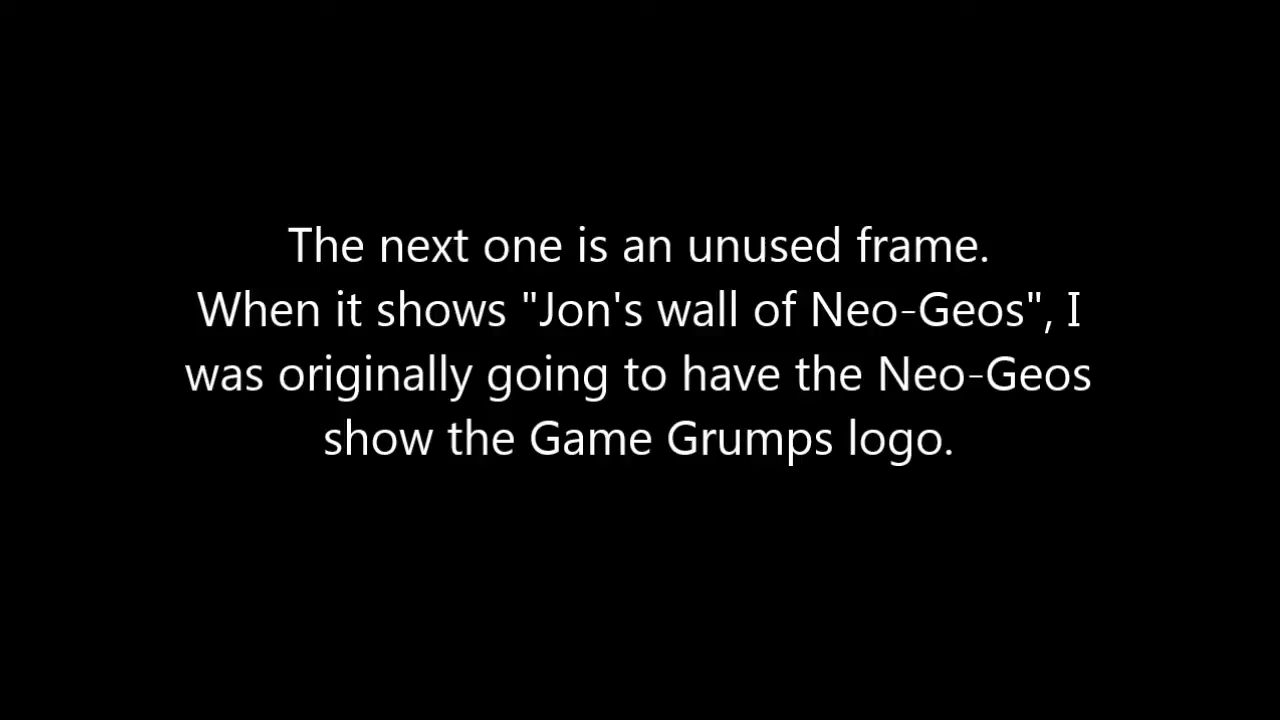 The next one is an unused frame.
When it shows "Jon's wall of Neo-Geos", I
was originally going to have the Neo-Geos
show the Game Grumps logo.